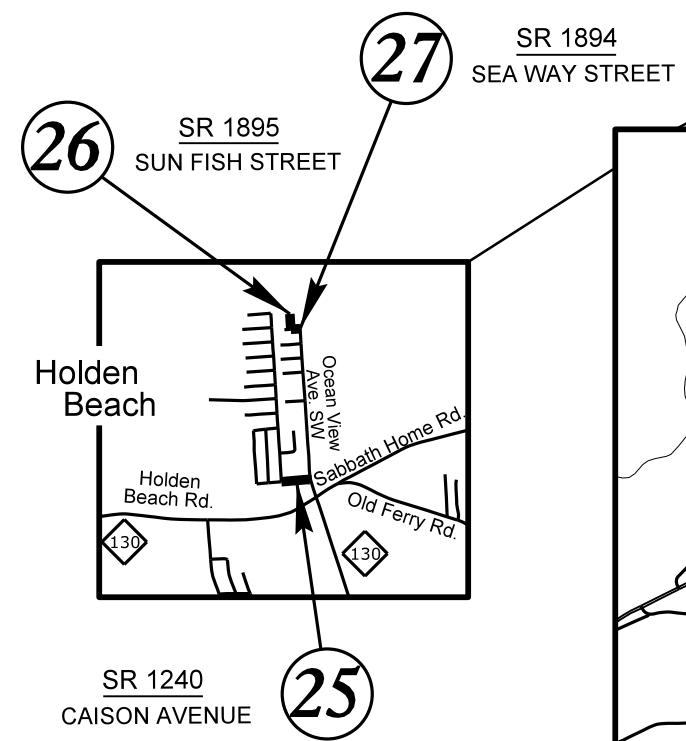 27
SR 1894
SEA WAY STREET
26
SR 1895
SUN FISH STREET
Holden
Beach
Ocean View
Ave. SW
Sabbath Home Rd.
Holden
Beach Rd.
Old Ferry Rd.
130
130
SR 1240
CAISON AVENUE
25